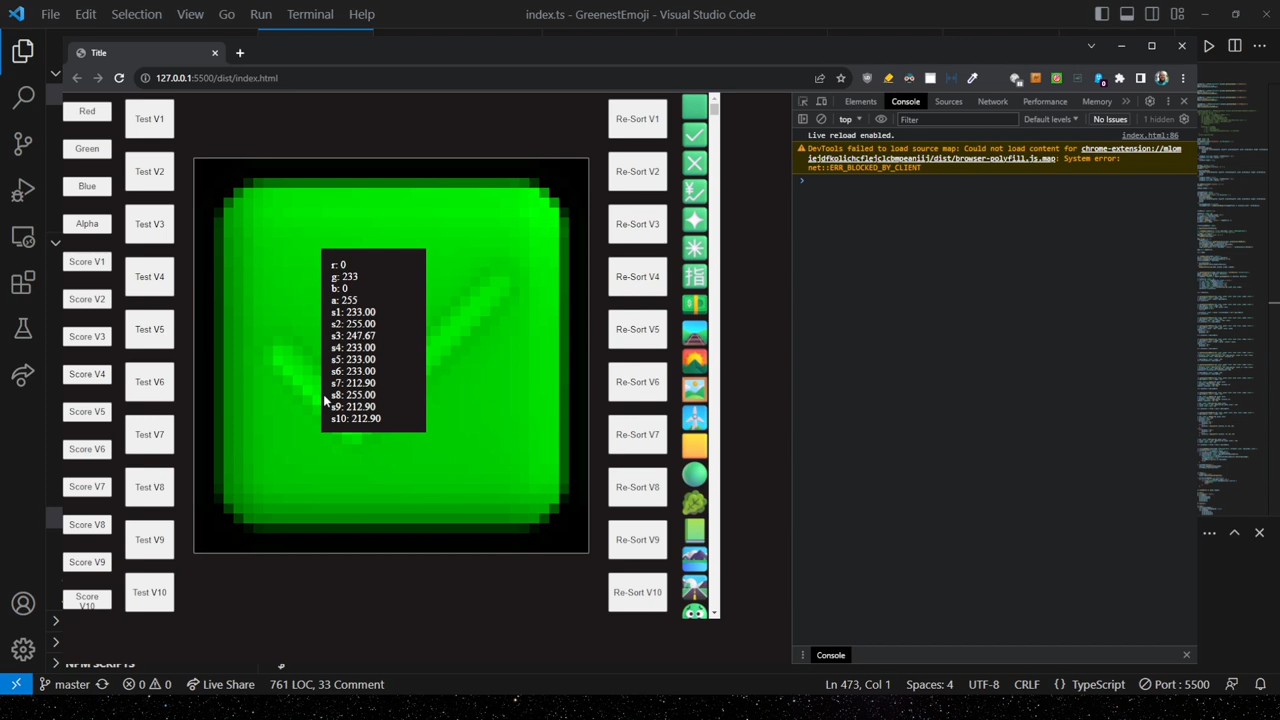 File Edit Selection View Go Run Terminal Help
index.ts - GreenestEmoji - Visual Studio Code
Title
127.0.0.1:5500/dist/index.html
Red
Green
Blue
Alpha
Score V1
Score V2
Score V3
Score V4
Score V5
Score V6
Score V7
Score V8
Score V9
Score
V10
Test V1
Test V2
Test V3
Test V4
Test V5
Test V6
Test V7
Test V8
Test V9
Test V10
r: 0
g: 233
b: 0
a: 255
s1: 233.00
s2: 255.00
s3: 247.67
s4: 233.00
s5: 233.00
s6: 233.00
s7: 212.90
s8: 255.00
s9: 212.90
s10: 212.90
Re-Sort V1
Re-Sort V2
Re-Sort V3
Re-Sort V4
Re-Sort V5
Re-Sort V6
Re-Sort V7
Re-Sort V8
Re-Sort V9
Re-Sort V10
指
Elements Console Sources Network Performance Memory
top Filter Default levels No Issues 1 hidden
Live reload enabled. index.html:86
DevTools failed to load source map: Could not load content for chrome-extension://mlom
iejdfkolichcflejclcbmpeaniij/dist/browser-polyfill.js.map: System error:
net::ERR_BLOCKED_BY_CLIENT
Console
NPM SCRIPTS
$
master 0 0 Live Share 761 LOC, 33 Comment Ln 473, Col 1 Spaces: 4 UTF-8 CRLF {} TypeScript Port : 5500